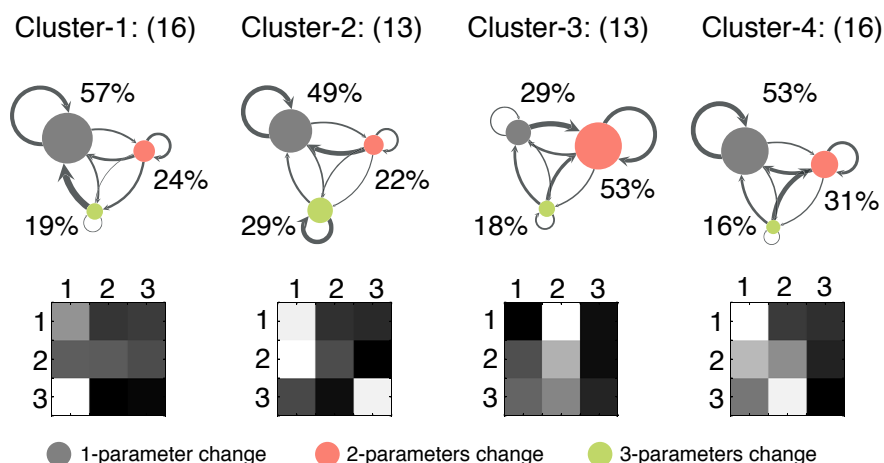 Cluster-1: (16) Cluster-2: (13) Cluster-3: (13) Cluster-4: (16)
57% 49% 29% 53%
24% 22% 53% 31%
19% 29% 18% 16%
1 2 3 1 2 3 1 2 3 1 2 3
1 1 1 1
2 2 2 2
3 3 3 3
1-parameter change 2-parameters change 3-parameters change